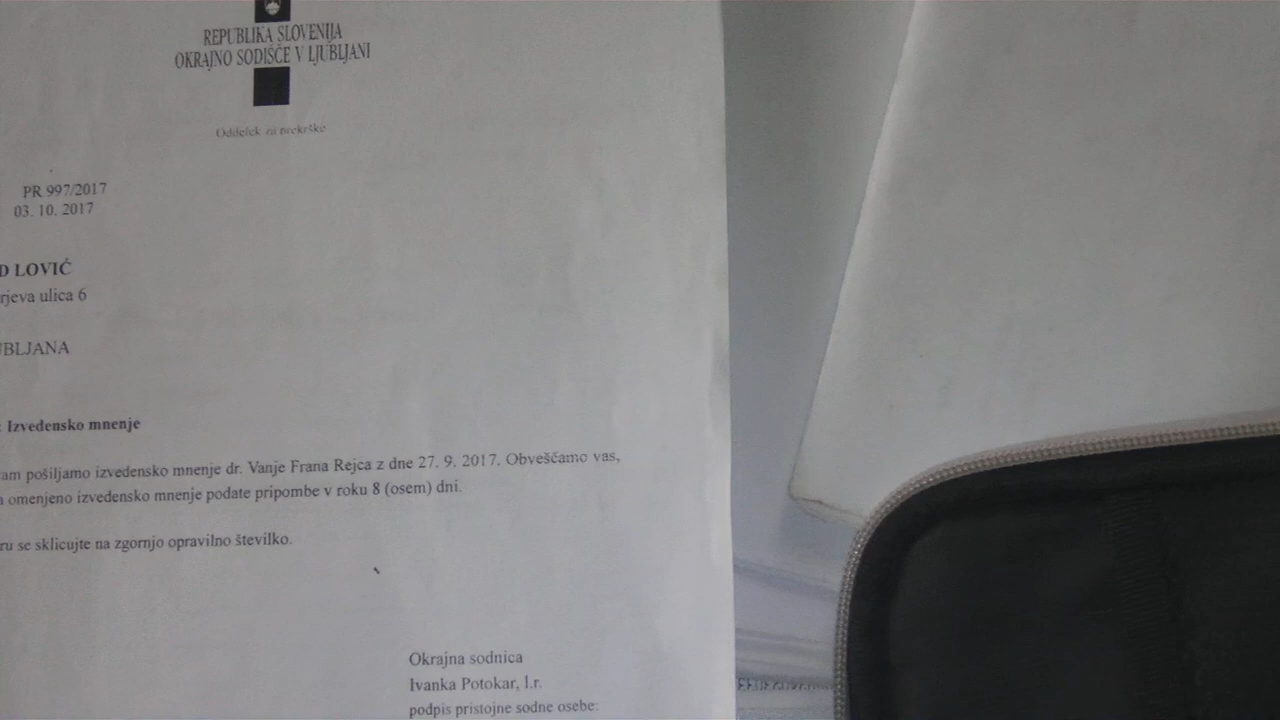 REPUBLIKA SLOVENIJA
OKRAJNO SODIŠČE V LJUBLJANI
Oddelek za prekrške
PR 997/2017
03. 10. 2017
D LOVIĆ
rjeva ulica 6
BLJANA
: Izvedensko mnenje
am pošiljamo izvedensko mnenje dr. Vanje Frana Rejca z dne 27. 9. 2017. Obveščamo vas,
a omenjeno izvedensko mnenje podate pripombe v roku 8 (osem) dni.
ru se sklicujte na zgornjo opravilno številko.
Okrajna sodnica
Ivanka Potokar, l.r.
podpis pristojne sodne osebe: